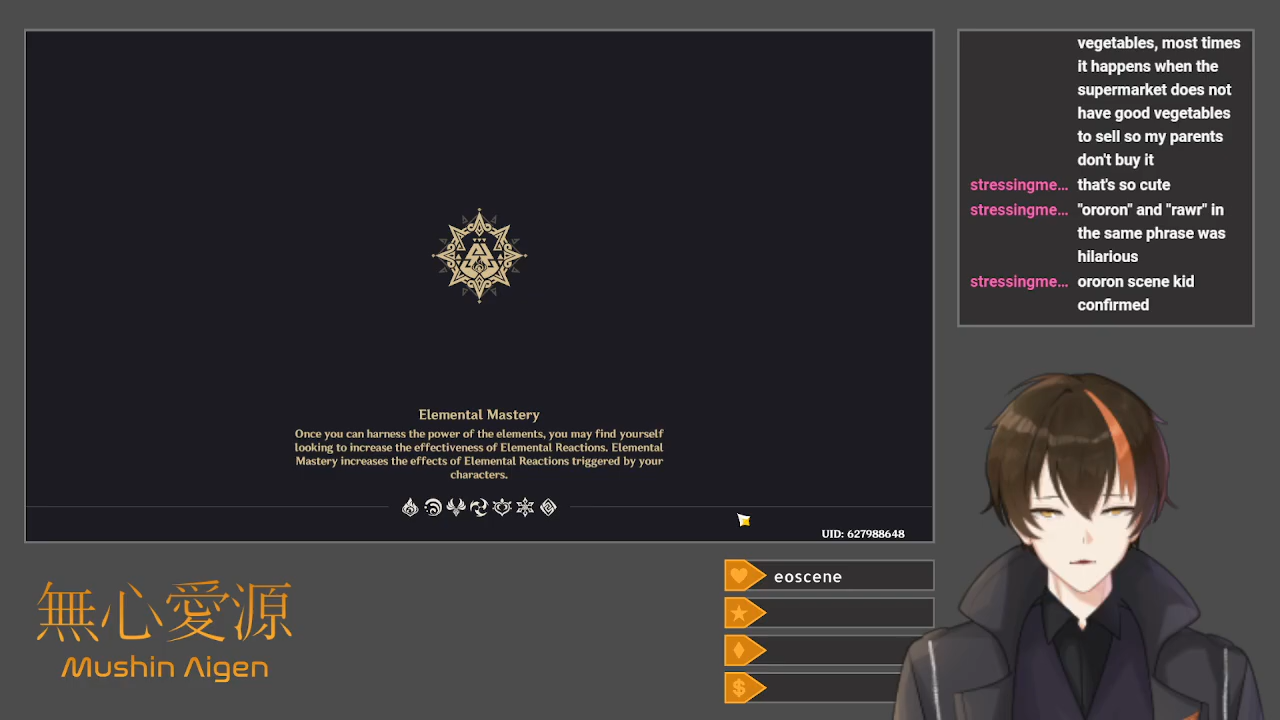 Elemental Mastery
Once you can harness the power of the elements, you may find yourself
looking to increase the effectiveness of Elemental Reactions. Elemental
Mastery increases the effects of Elemental Reactions triggered by your
characters.
UID: 627988648
vegetables, most times
it happens when the
supermarket does not
have good vegetables
to sell so my parents
don't buy it
stressingme... that's so cute
stressingme... "ororon" and "rawr" in
the same phrase was
hilarious
stressingme... ororon scene kid
confirmed
無心愛源
Mushin Aigen
eoscene
$